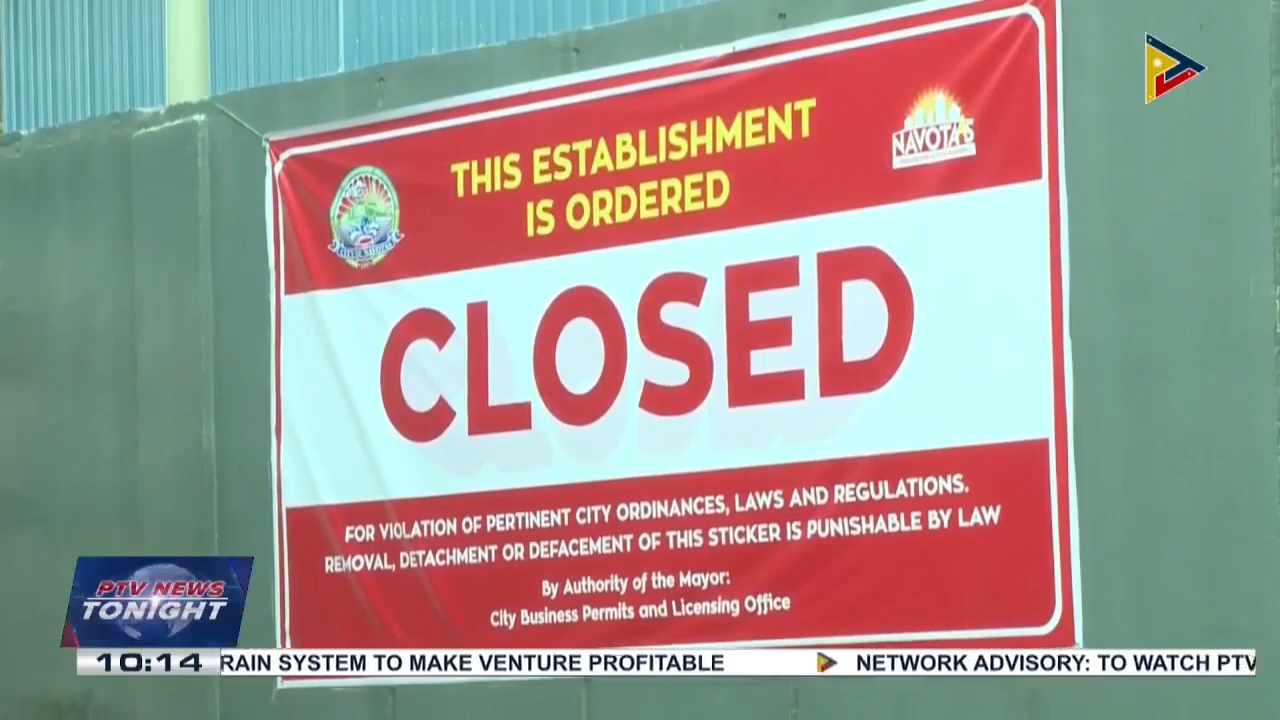 NAVOTAS
THIS ESTABLISHMENT
IS ORDERED
CLOSED
FOR VIOLATION OF PERTINENT CITY ORDINANCES, LAWS AND REGULATIONS.
REMOVAL, DETACHMENT OR DEFACEMENT OF THIS STICKER IS PUNISHABLE BY LAW
By Authority of the Mayor:
City Business Permits and Licensing Office
PTV NEWS
TONIGHT
10:14 RAIN SYSTEM TO MAKE VENTURE PROFITABLE NETWORK ADVISORY: TO WATCH PTV